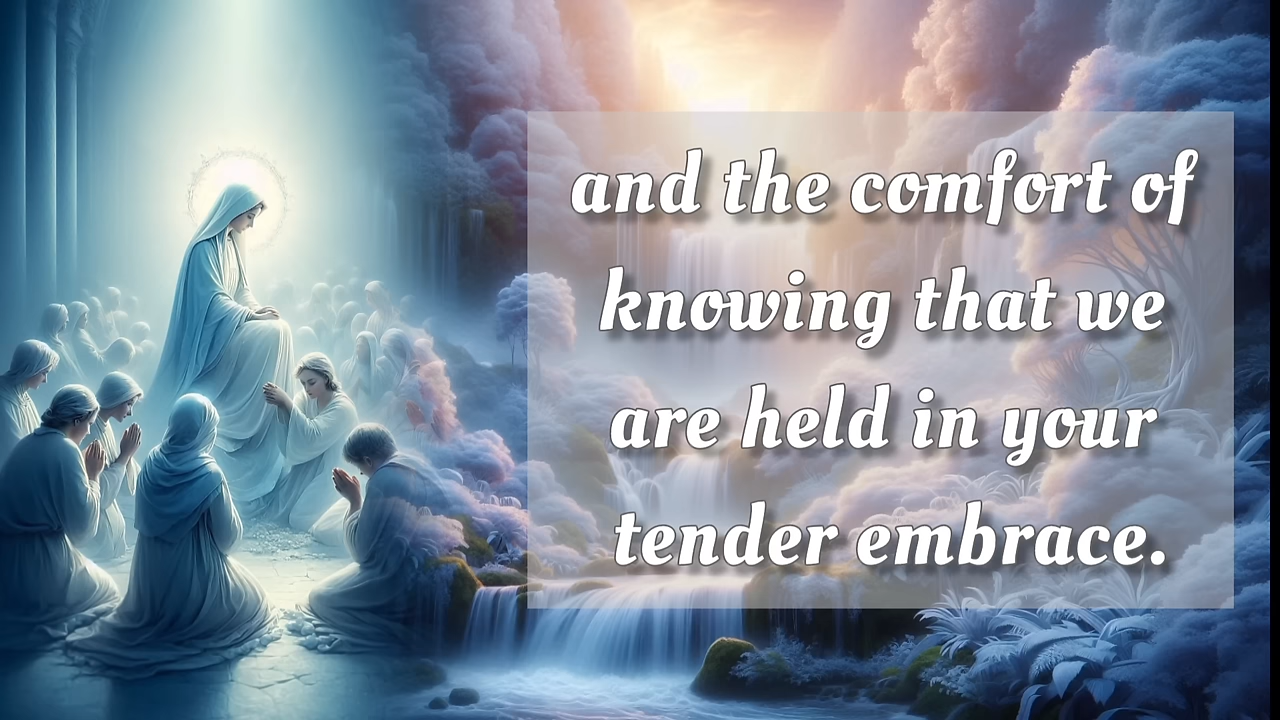 and the comfort of
knowing that we
are held in your
tender embrace.